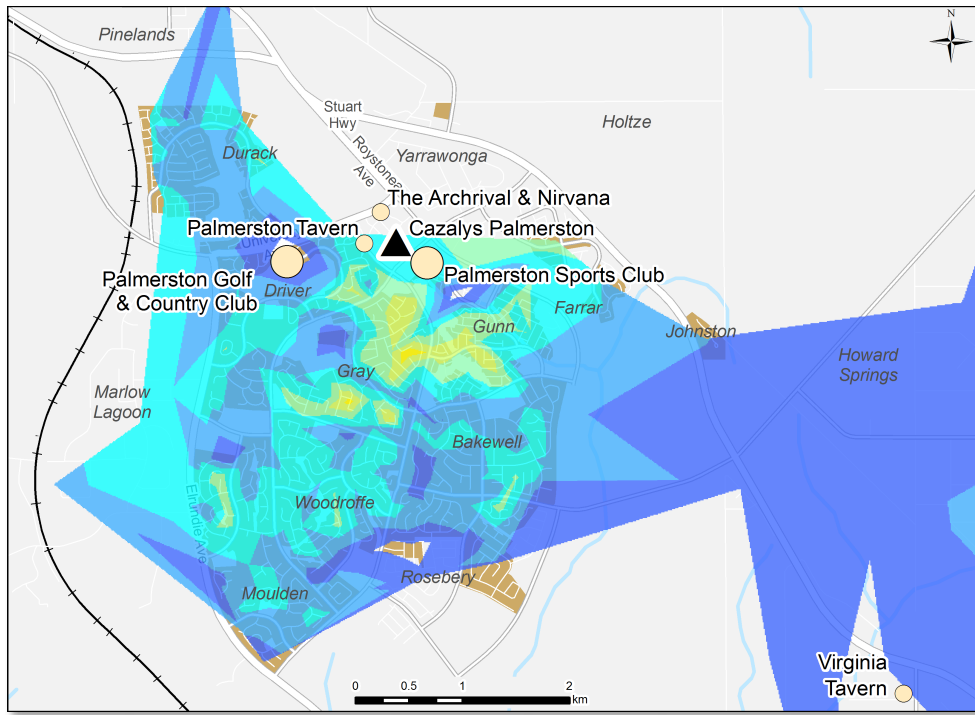 Pinelands
N
Stuart
Hwy
Holtze
Roystonea
Ave
Durack
Yarrawonga
The Archrival & Nirvana
Palmerston Tavern
Cazalys Palmerston
Palmerston Sports Club
Palmerston Golf
& Country Club
Driver
Farrar
Gunn
Johnston
Howard
Springs
Gray
Marlow
Lagoon
Bakewell
Woodroffe
Elrundie Ave
Rosebery
Moulden
Virginia
Tavern
0 0.5 1 2
km